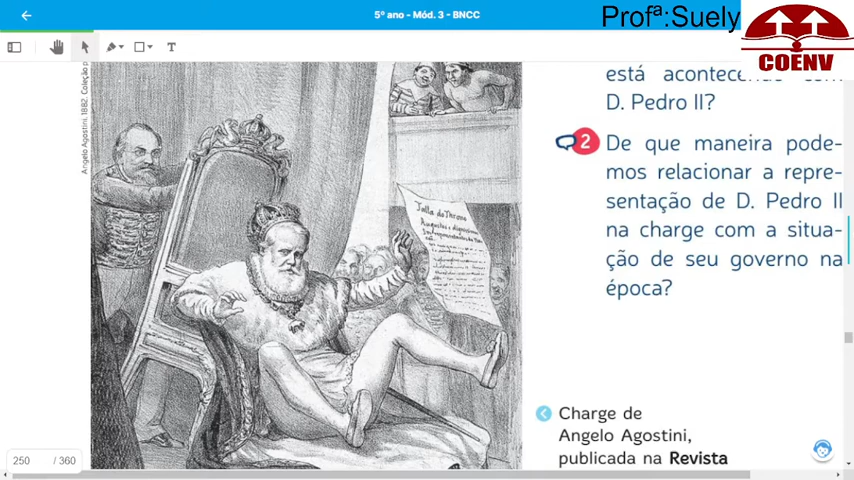 5º ano - Mód. 3 - BNCC
Profª:Suely
COENV
Angelo Agostini. 1882. Coleção
está acontecendo com
D. Pedro II?
2 De que maneira pode-
mos relacionar a repre-
sentação de D. Pedro II
na charge com a situa-
ção de seu governo na
época?
Falla do Throno
Augustos e
Charge de
Angelo Agostini,
publicada na Revista
250 / 360
T